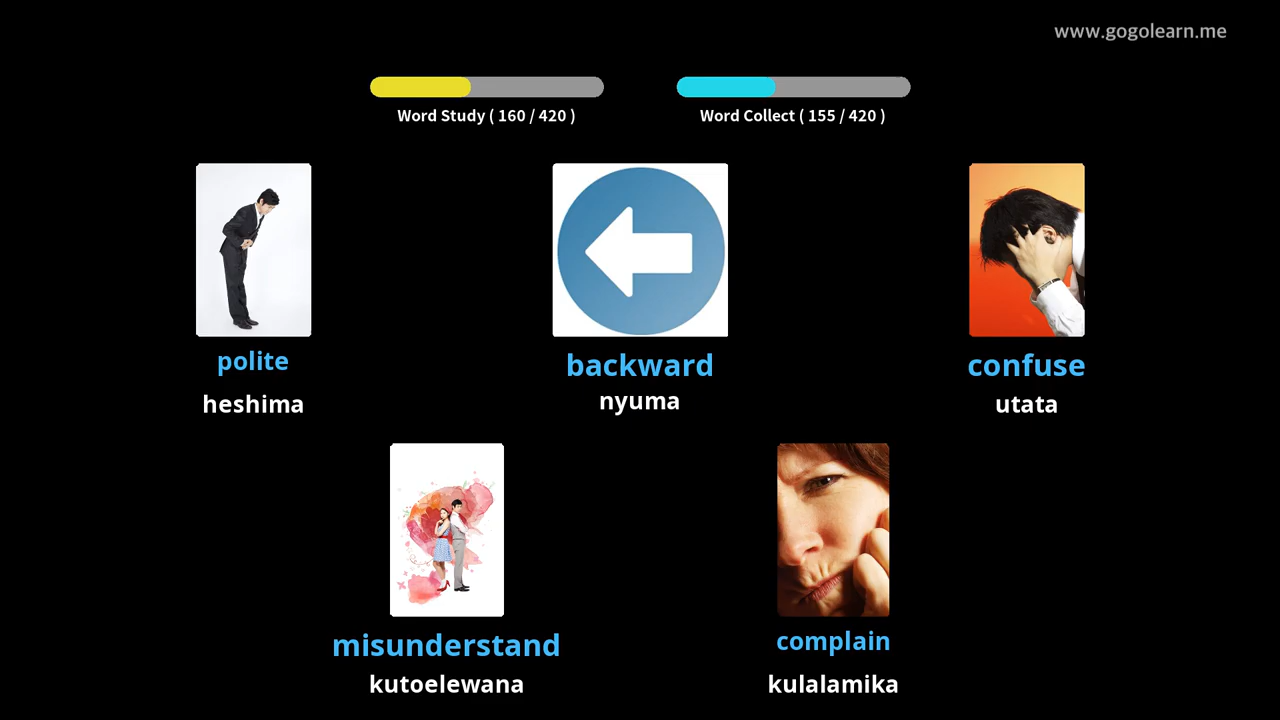 www.gogolearn.me
Word Study ( 160 / 420 )
Word Collect ( 155 / 420 )
polite
heshima
backward
nyuma
confuse
utata
misunderstand
kutoelewana
complain
kulalamika